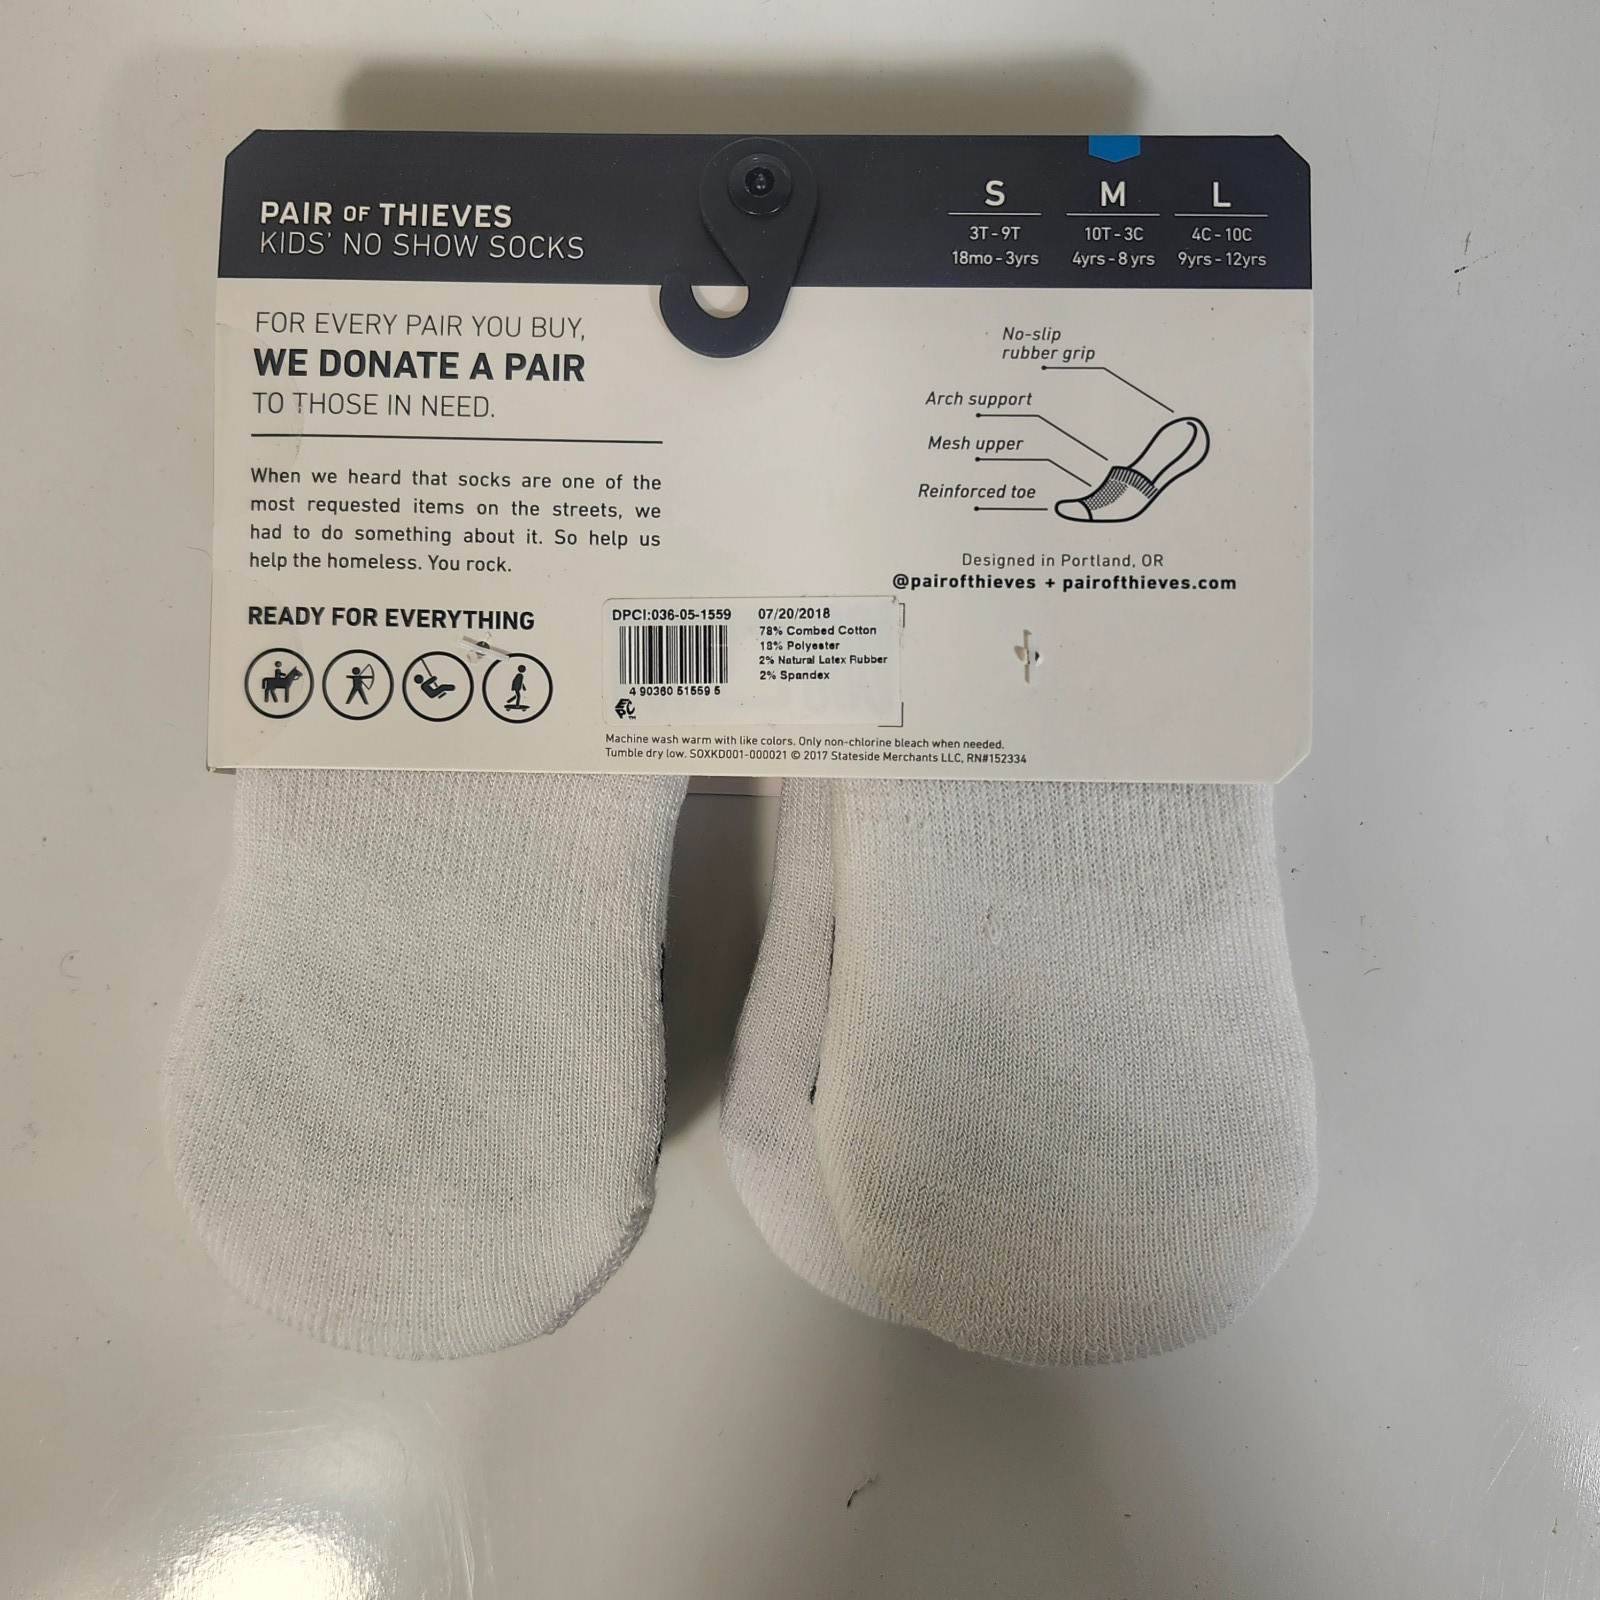 PAIR OF THIEVES
KIDS' NO SHOW SOCKS
S
3T-9T
18mo-3yrs
M
10T-3C
4yrs-8yrs
L
4C-10C
9yrs-12yrs
FOR EVERY PAIR YOU BUY,
WE DONATE A PAIR
TO THOSE IN NEED.
When we heard that socks are one of the
most requested items on the streets, we
had to do something about it. So help us
help the homeless. You rock.
READY FOR EVERYTHING
No-slip
rubber grip
Arch support
Mesh upper
Reinforced toe
Designed in Portland, OR
@pairofthieves + pairofthieves.com
DPCI:036-05-1559
4 90360 51559 5
07/20/2018
78% Combed Cotton
18% Polyester
2% Natural Latex Rubber
2% Spandex
Machine wash warm with like colors. Only non-chlorine bleach when needed.
Tumble dry low. SOXKD001-000021 © 2017 Stateside Merchants LLC, RN#152334